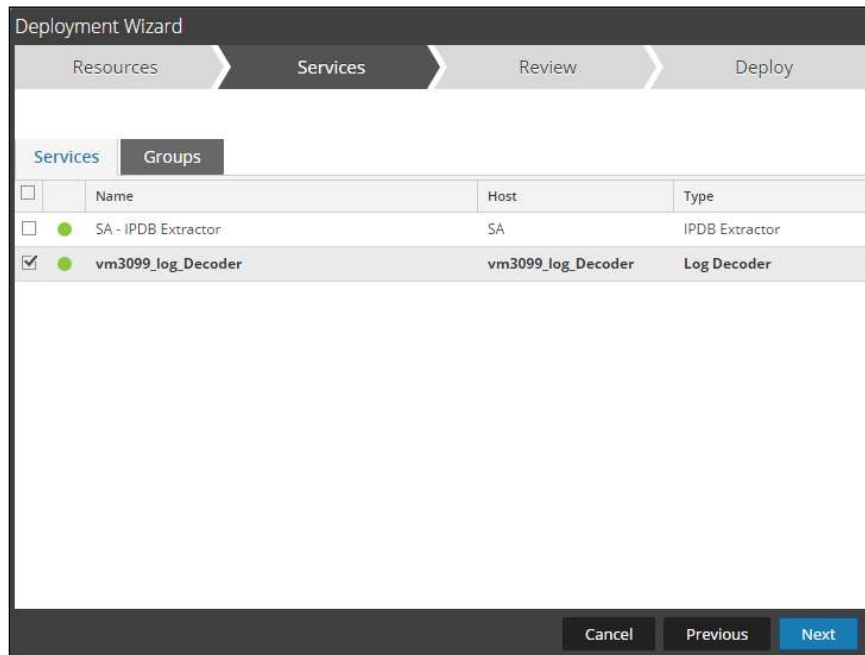 Deployment Wizard
Resources Services Review Deploy
Services Groups
Name Host Type
SA - IPDB Extractor SA IPDB Extractor
vm3099_log_Decoder vm3099_log_Decoder Log Decoder
Cancel Previous Next